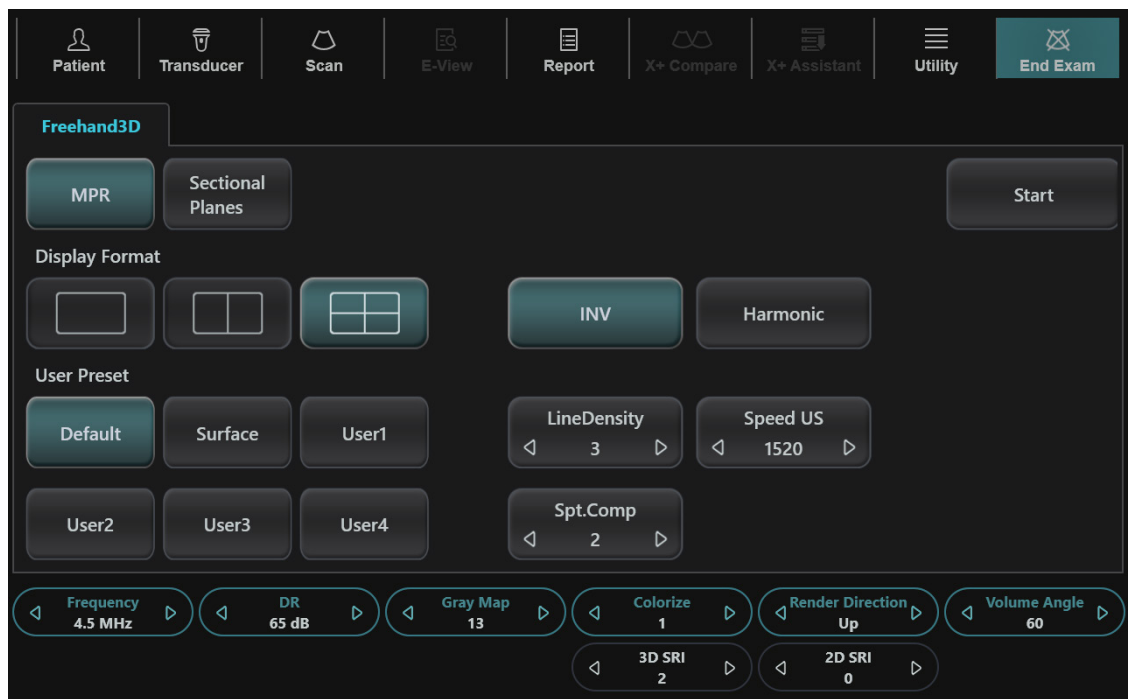 Patient
Transducer
Scan
E-View
Report
X+ Compare
X+ Assistant
Utility
End Exam
Freehand3D
MPR
Sectional
Planes
Start
Display Format
INV
Harmonic
User Preset
Default
Surface
User1
LineDensity
3
Speed US
1520
User2
User3
User4
Spt.Comp
2
Frequency
4.5 MHz
DR
65 dB
Gray Map
13
Colorize
1
Render Direction
Up
Volume Angle
60
3D SRI
2
2D SRI
0